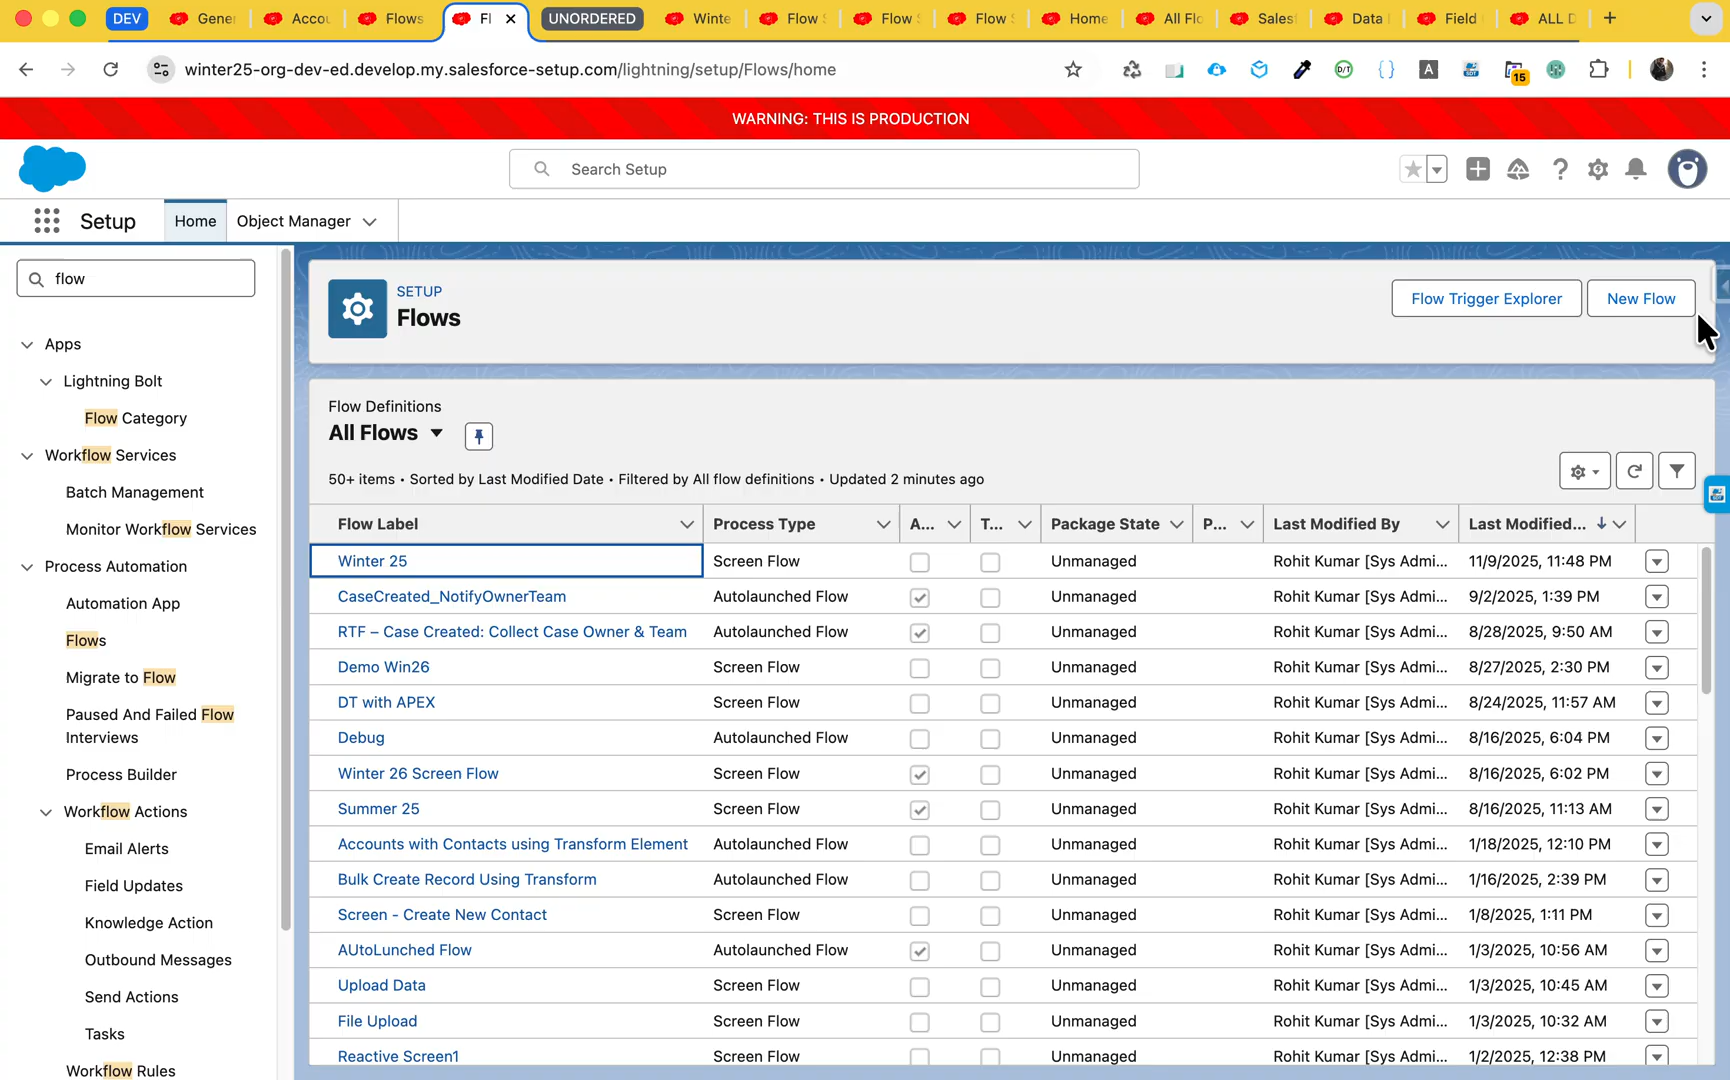 DEV
Gene
Accou
Flows
Fl
UNORDERED
Winte
Flow
Flow
Flow
Home
All Flo
Sales
Data
Field
ALL D
winter25-org-dev-ed.develop.my.salesforce-setup.com/lightning/setup/Flows/home
D/T
{ }
A
15
WARNING: THIS IS PRODUCTION
Search Setup
Setup
Home
Object Manager
flow
Apps
Lightning Bolt
Flow Category
Workflow Services
Batch Management
Monitor Workflow Services
Process Automation
Automation App
Flows
Migrate to Flow
Paused And Failed Flow
Interviews
Process Builder
Workflow Actions
Email Alerts
Field Updates
Knowledge Action
Outbound Messages
Send Actions
Tasks
Workflow Rules
SETUP
Flows
Flow Trigger Explorer
New Flow
Flow Definitions
All Flows
50+ items • Sorted by Last Modified Date • Filtered by All flow definitions • Updated 2 minutes ago
Flow Label Process Type A... T... Package State P... Last Modified By Last Modified...
Winter 25 Screen Flow Unmanaged Rohit Kumar [Sys Admi... 11/9/2025, 11:48 PM
CaseCreated_NotifyOwnerTeam Autolaunched Flow Unmanaged Rohit Kumar [Sys Admi... 9/2/2025, 1:39 PM
RTF – Case Created: Collect Case Owner & Team Autolaunched Flow Unmanaged Rohit Kumar [Sys Admi... 8/28/2025, 9:50 AM
Demo Win26 Screen Flow Unmanaged Rohit Kumar [Sys Admi... 8/27/2025, 2:30 PM
DT with APEX Screen Flow Unmanaged Rohit Kumar [Sys Admi... 8/24/2025, 11:57 AM
Debug Autolaunched Flow Unmanaged Rohit Kumar [Sys Admi... 8/16/2025, 6:04 PM
Winter 26 Screen Flow Screen Flow Unmanaged Rohit Kumar [Sys Admi... 8/16/2025, 6:02 PM
Summer 25 Screen Flow Unmanaged Rohit Kumar [Sys Admi... 8/16/2025, 11:13 AM
Accounts with Contacts using Transform Element Autolaunched Flow Unmanaged Rohit Kumar [Sys Admi... 1/18/2025, 12:10 PM
Bulk Create Record Using Transform Autolaunched Flow Unmanaged Rohit Kumar [Sys Admi... 1/16/2025, 2:39 PM
Screen - Create New Contact Screen Flow Unmanaged Rohit Kumar [Sys Admi... 1/8/2025, 1:11 PM
AUtoLunched Flow Autolaunched Flow Unmanaged Rohit Kumar [Sys Admi... 1/3/2025, 10:56 AM
Upload Data Screen Flow Unmanaged Rohit Kumar [Sys Admi... 1/3/2025, 10:45 AM
File Upload Screen Flow Unmanaged Rohit Kumar [Sys Admi... 1/3/2025, 10:32 AM
Reactive Screen1 Screen Flow Unmanaged Rohit Kumar [Sys Admi... 1/2/2025, 12:38 PM